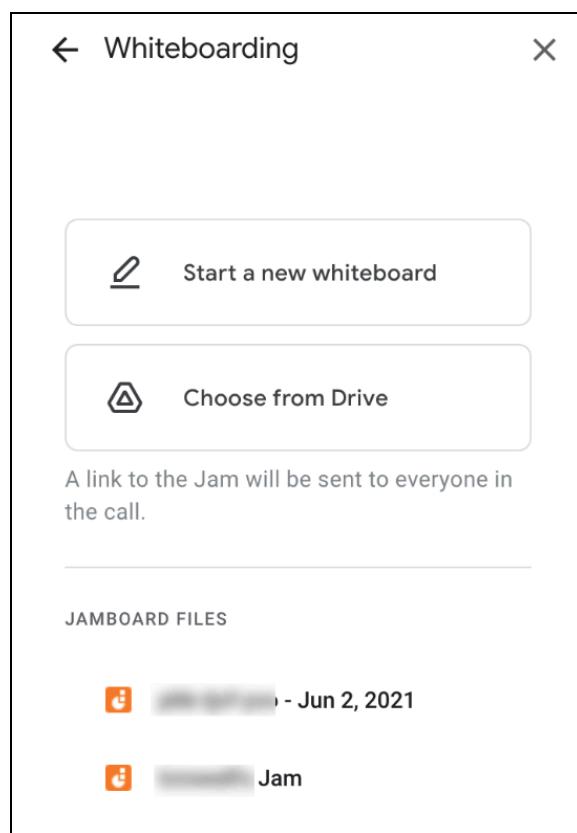 Whiteboarding
Start a new whiteboard
Choose from Drive
A link to the Jam will be sent to everyone in
the call.
JAMBOARD FILES
- Jun 2, 2021
Jam